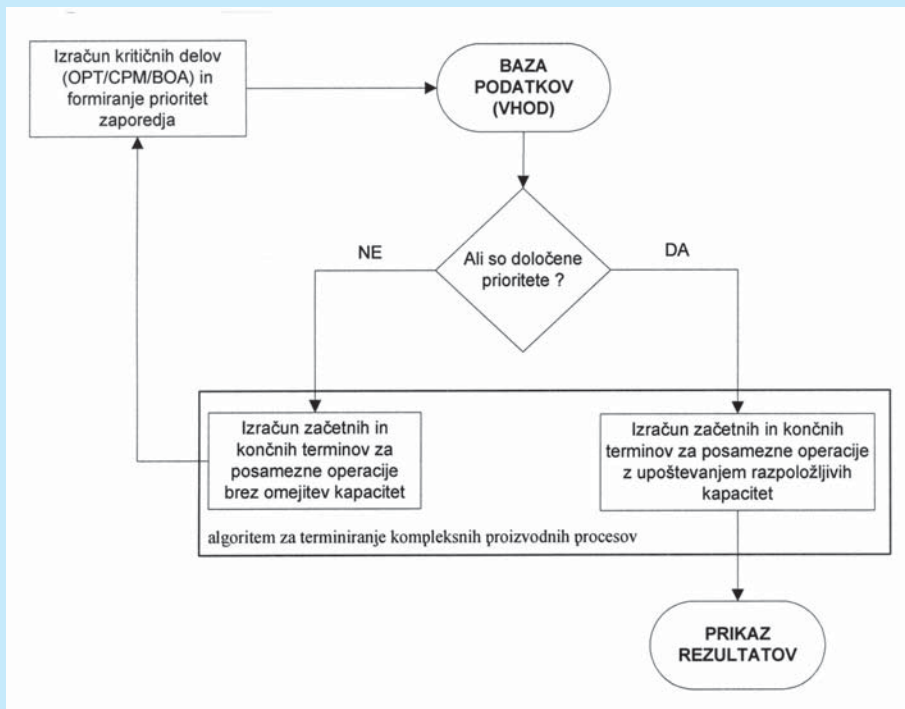 Izračun kritičnih delov
(OPT/CPM/BOA) in
formiranje prioritet
zaporedja
BAZA
PODATKOV
(VHOD)
NE
Ali so določene
prioritete ?
DA
Izračun začetnih in
končnih terminov za
posamezne operacije
brez omejitev kapacitet
Izračun začetnih in končnih
terminov za posamezne operacije
z upoštevanjem razpoložljivih
kapacitet
algoritem za terminiranje kompleksnih proizvodnih procesov
PRIKAZ
REZULTATOV